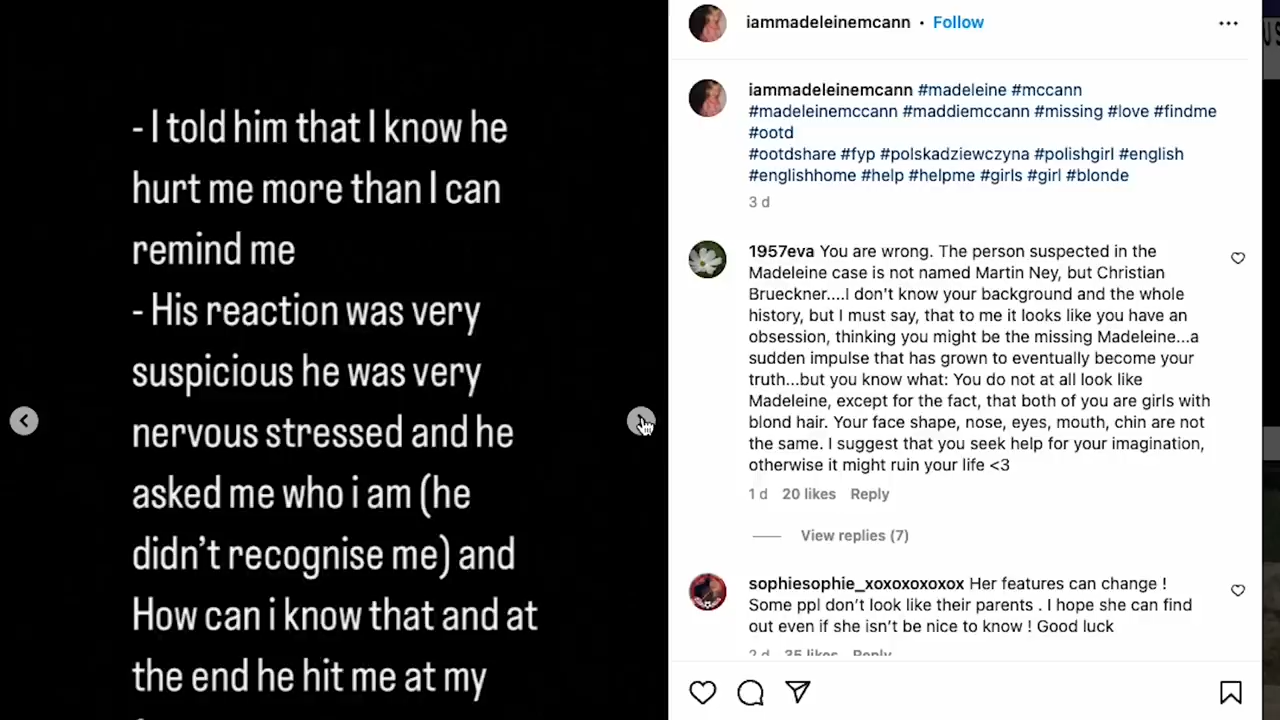 - I told him that I know he
hurt me more than I can
remind me
- His reaction was very
suspicious he was very
nervous stressed and he
asked me who i am (he
didn't recognise me) and
How can i know that and at
the end he hit me at my
iammadeleinemcann • Follow
iammadeleinemcann #madeleine #mccann
#madeleinemccann #maddiemccann #missing #love #findme
#ootd
#ootdshare #fyp #polskadziewczyna #polishgirl #english
#englishhome #help #helpme #girls #girl #blonde
3 d
1957eva You are wrong. The person suspected in the
Madeleine case is not named Martin Ney, but Christian
Brueckner....I don't know your background and the whole
history, but I must say, that to me it looks like you have an
obsession, thinking you might be the missing Madeleine...a
sudden impulse that has grown to eventually become your
truth...but you know what: You do not at all look like
Madeleine, except for the fact, that both of you are girls with
blond hair. Your face shape, nose, eyes, mouth, chin are not
the same. I suggest that you seek help for your imagination,
otherwise it might ruin your life <3
1 d 20 likes Reply
View replies (7)
sophiesophie_xoxoxoxoxox Her features can change !
Some ppl don't look like their parents . I hope she can find
out even if she isn't be nice to know ! Good luck
2 d 35 likes Reply